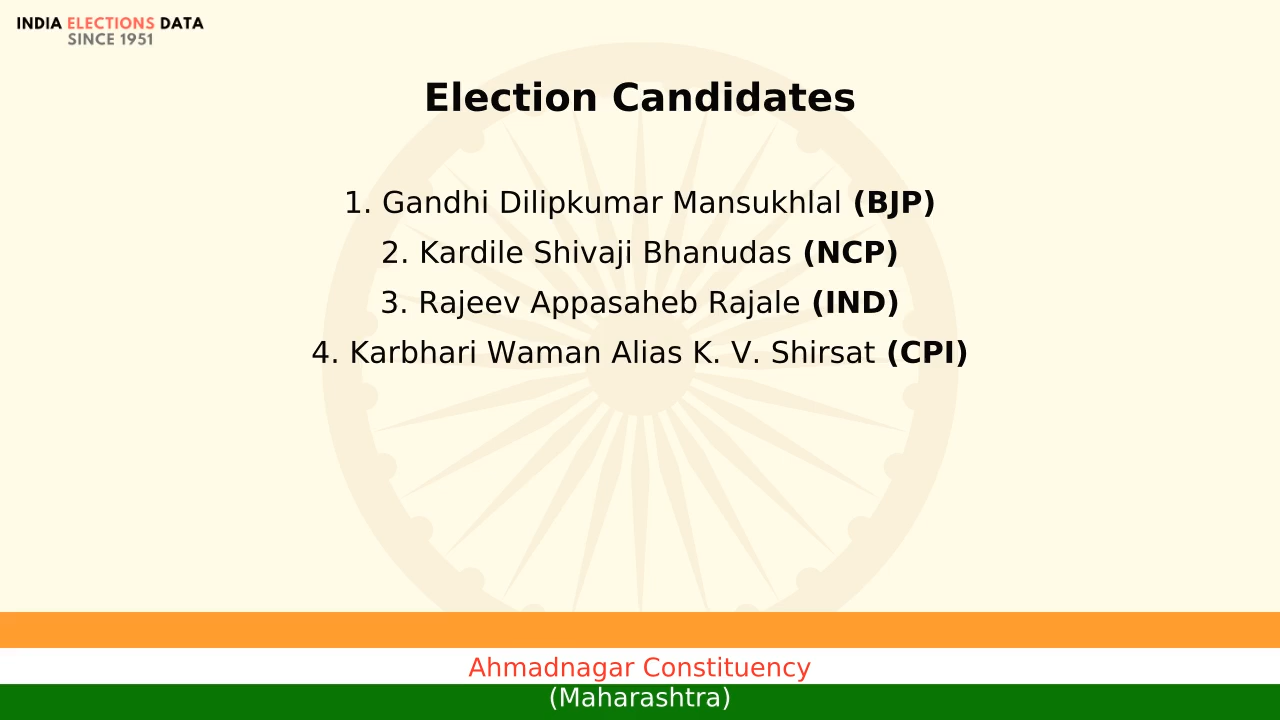 INDIA ELECTIONS DATA
SINCE 1951
Election Candidates
1. Gandhi Dilipkumar Mansukhlal (BJP)
2. Kardile Shivaji Bhanudas (NCP)
3. Rajeev Appasaheb Rajale (IND)
4. Karbhari Waman Alias K. V. Shirsat (CPI)
Ahmadnagar Constituency
(Maharashtra)